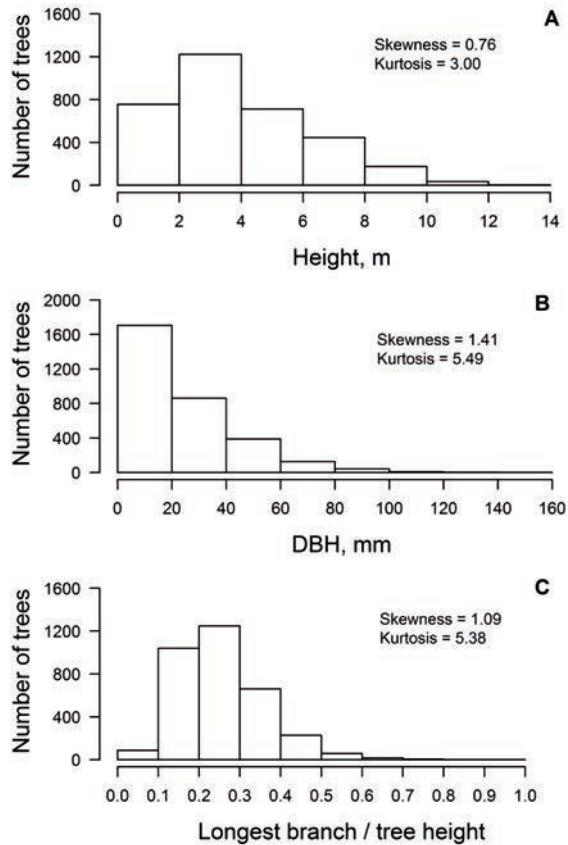 A
Skewness = 0.76
Kurtosis = 3.00
Number of trees
1600
1200
800
400
0
0 2 4 6 8 10 12 14
Height, m
B
Skewness = 1.41
Kurtosis = 5.49
Number of trees
2000
1600
1200
800
400
0
0 20 40 60 80 100 120 140 160
DBH, mm
C
Skewness = 1.09
Kurtosis = 5.38
Number of trees
1600
1200
800
400
0
0.0 0.1 0.2 0.3 0.4 0.5 0.6 0.7 0.8 0.9 1.0
Longest branch / tree height